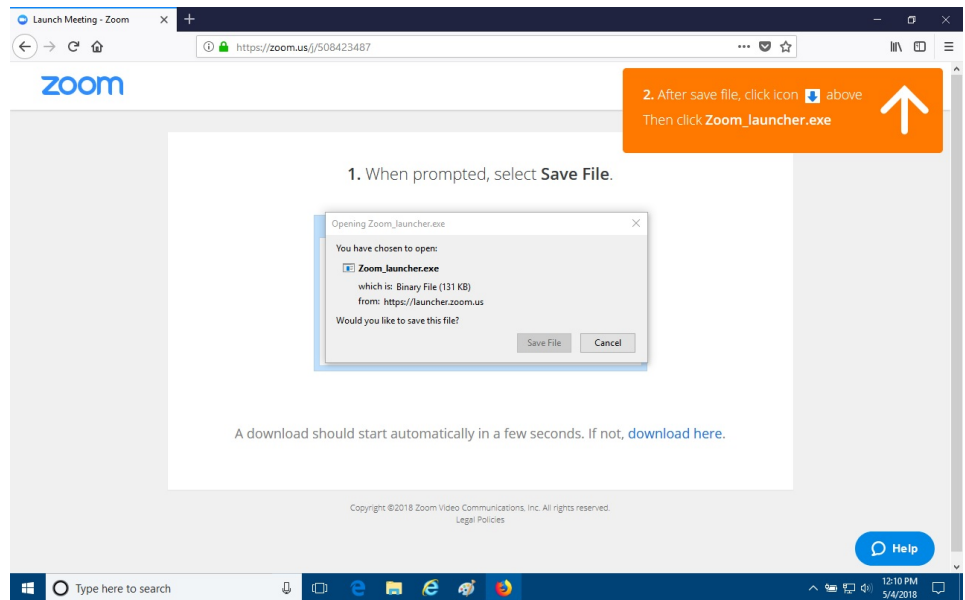 Launch Meeting - Zoom
https://zoom.us/j/508423487
zoom
2. After save file, click icon above
Then click Zoom_launcher.exe
1. When prompted, select Save File.
Opening Zoom_launcher.exe
You have chosen to open:
Zoom_launcher.exe
which is: Binary File (131 KB)
from: https://launcher.zoom.us
Would you like to save this file?
Save File Cancel
A download should start automatically in a few seconds. If not, download here.
Copyright ©2018 Zoom Video Communications, Inc. All rights reserved.
Legal Policies
Help
Type here to search
12:10 PM
5/4/2018